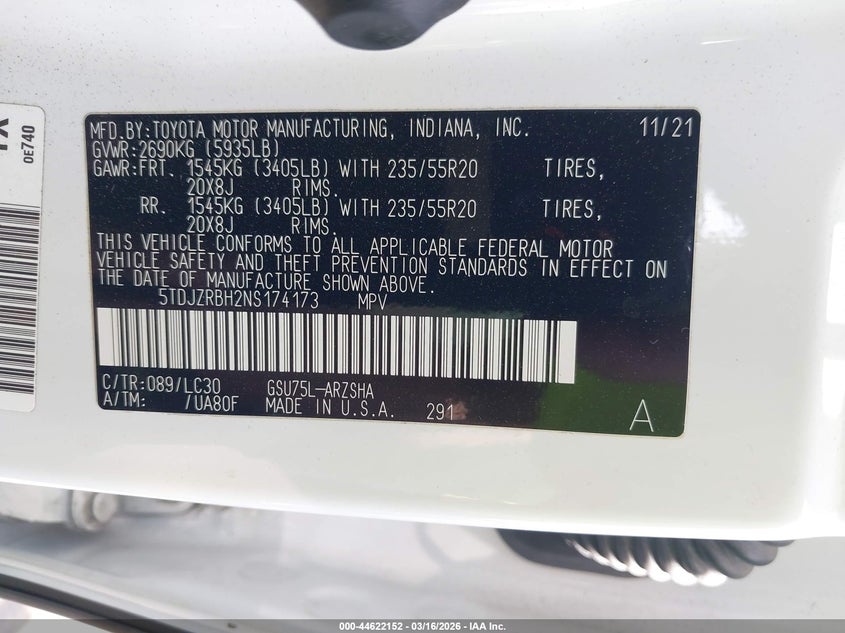 MFD.BY:TOYOTA MOTOR MANUFACTURING, INDIANA, INC. 11/21
GVWR:2690KG (5935LB)
GAWR:FRT. 1545KG (3405LB) WITH 235/55R20 TIRES,
20X8J RIMS.
RR. 1545KG (3405LB) WITH 235/55R20 TIRES,
20X8J RIMS.
THIS VEHICLE CONFORMS TO ALL APPLICABLE FEDERAL MOTOR
VEHICLE SAFETY AND THEFT PREVENTION STANDARDS IN EFFECT ON
THE DATE OF MANUFACTURE SHOWN ABOVE.
5TDJZRBH2NS174173 MPV
C/TR:089/LC30 GSU75L-ARZSHA
A/TM: /UA80F MADE IN U.S.A. 291 A
0E740
000-44622152 - 03/16/2026 - IAA Inc.